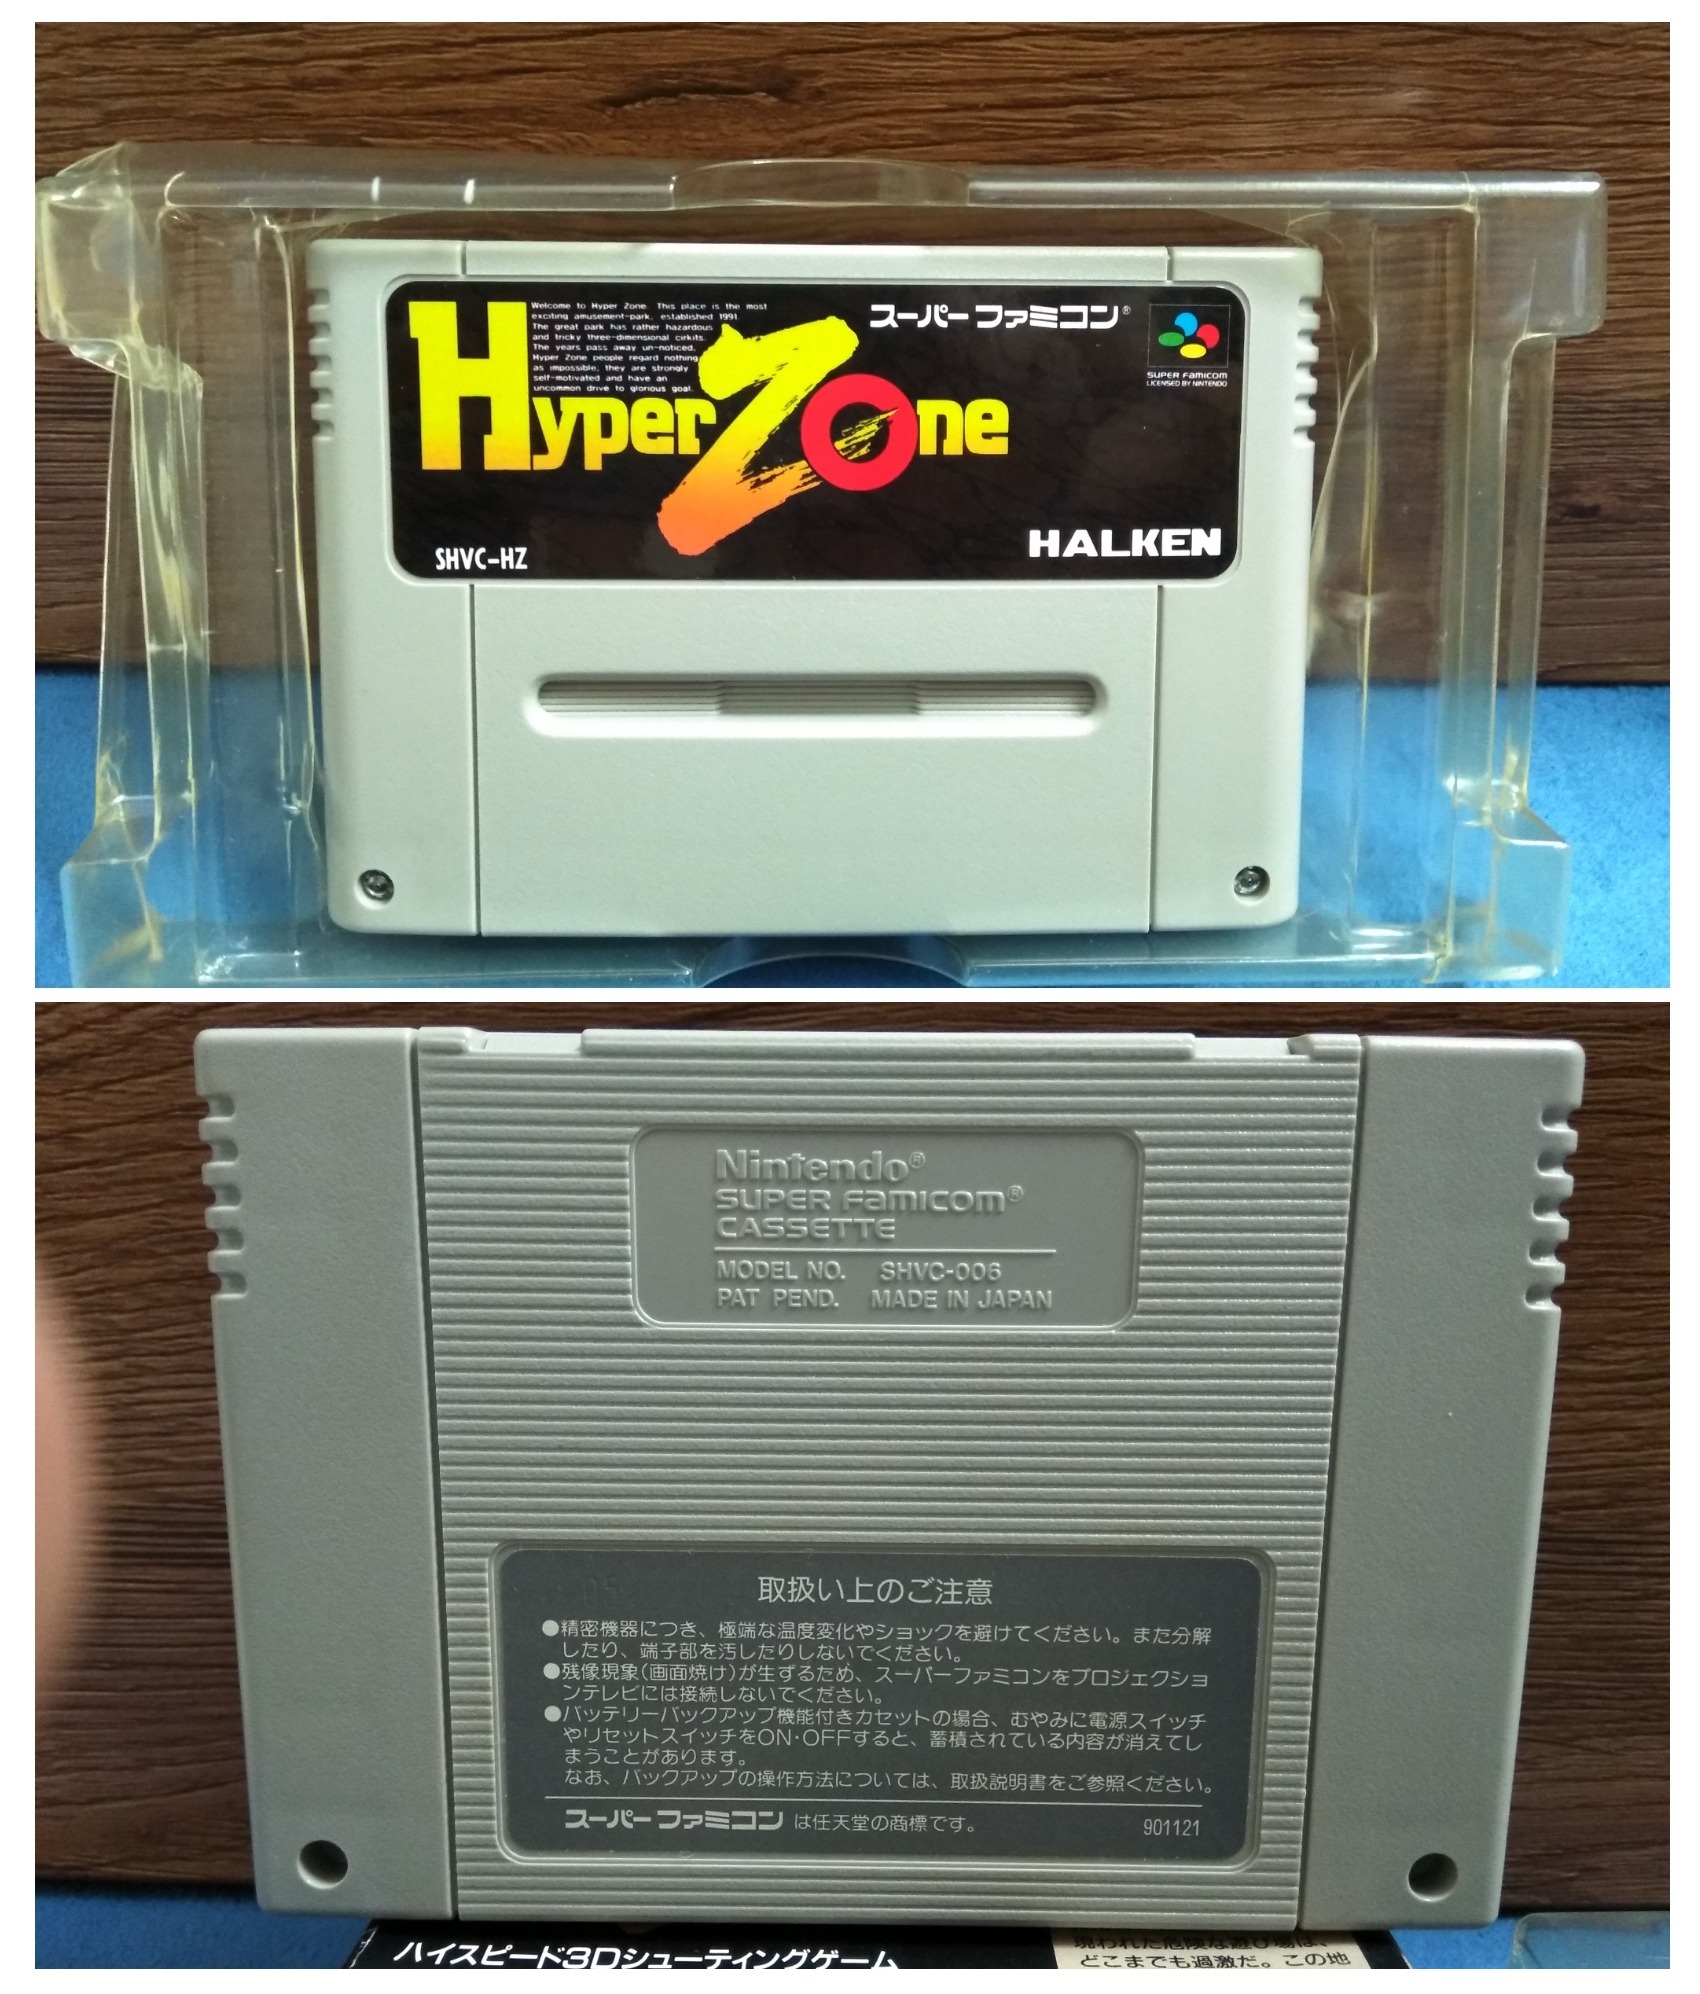 Welcome to Hyper Zone. This place is the most
exciting amusement-park, established 1991.
The great park has rather hazardous
and tricky three-dimensional cirkits.
The years pass away un-noticed.
Hyper Zone people regard nothing
as impossible; they are strongly
self-motivated and have an
uncommon drive to glorious goal.
HyperZone
スーパーファミコン®
SUPER FAMICOM
LICENSED BY NINTENDO
SHVC-HZ
HALKEN
Nintendo®
SUPER FAMICOM®
CASSETTE
MODEL NO. SHVC-006
PAT PEND. MADE IN JAPAN
05
取扱い上のご注意
●精密機器につき、極端な温度変化やショックを避けてください。また分解
したり、端子部を汚したりしないでください。
●残像現象(画面焼け)が生ずるため、スーパーファミコンをプロジェクショ
ンテレビには接続しないでください。
●バッテリーバックアップ機能付きカセットの場合、むやみに電源スイッチ
やリセットスイッチをON・OFFすると、蓄積されている内容が消えてし
まうことがあります。
なお、バックアップの操作方法については、取扱説明書をご参照ください。
スーパーファミコン は任天堂の商標です。
901121
ハイスピード3Dシューティングゲーム
現われた危険な遊び場は、
どこまでも過激だ。この地